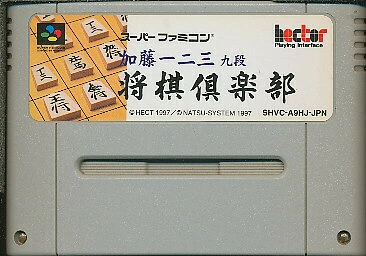 スーパーファミコン
hector
Playing Interface
加藤一二三 九段
将棋倶楽部
©HECT 1997/©NATSU-SYSTEM 1997
SHVC-A9HJ-JPN